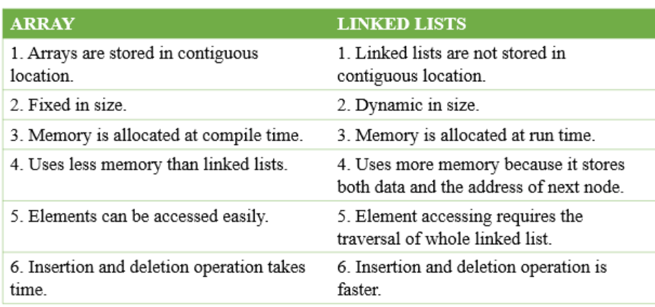 ARRAY LINKED LISTS
1. Arrays are stored in contiguous
location.
1. Linked lists are not stored in
contiguous location.
2. Fixed in size.
2. Dynamic in size.
3. Memory is allocated at compile time.
3. Memory is allocated at run time.
4. Uses less memory than linked lists.
4. Uses more memory because it stores
both data and the address of next node.
5. Elements can be accessed easily.
5. Element accessing requires the
traversal of whole linked list.
6. Insertion and deletion operation takes
time.
6. Insertion and deletion operation is
faster.